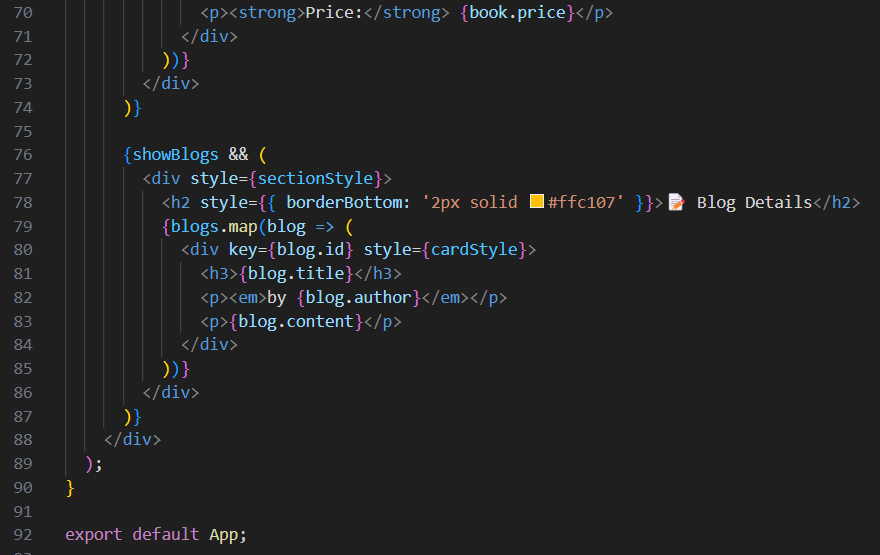 70 <p><strong>Price:</strong> {book.price}</p>
71 </div>
72 ))}
73 </div>
74 )}
75
76 {showBlogs && (
77 <div style={sectionStyle}>
78 <h2 style={{ borderBottom: '2px solid #ffc107' }}>📝 Blog Details</h2>
79 {blogs.map(blog => (
80 <div key={blog.id} style={cardStyle}>
81 <h3>{blog.title}</h3>
82 <p><em>by {blog.author}</em></p>
83 <p>{blog.content}</p>
84 </div>
85 ))}
86 </div>
87 )}
88 </div>
89 );
90 }
91
92 export default App;